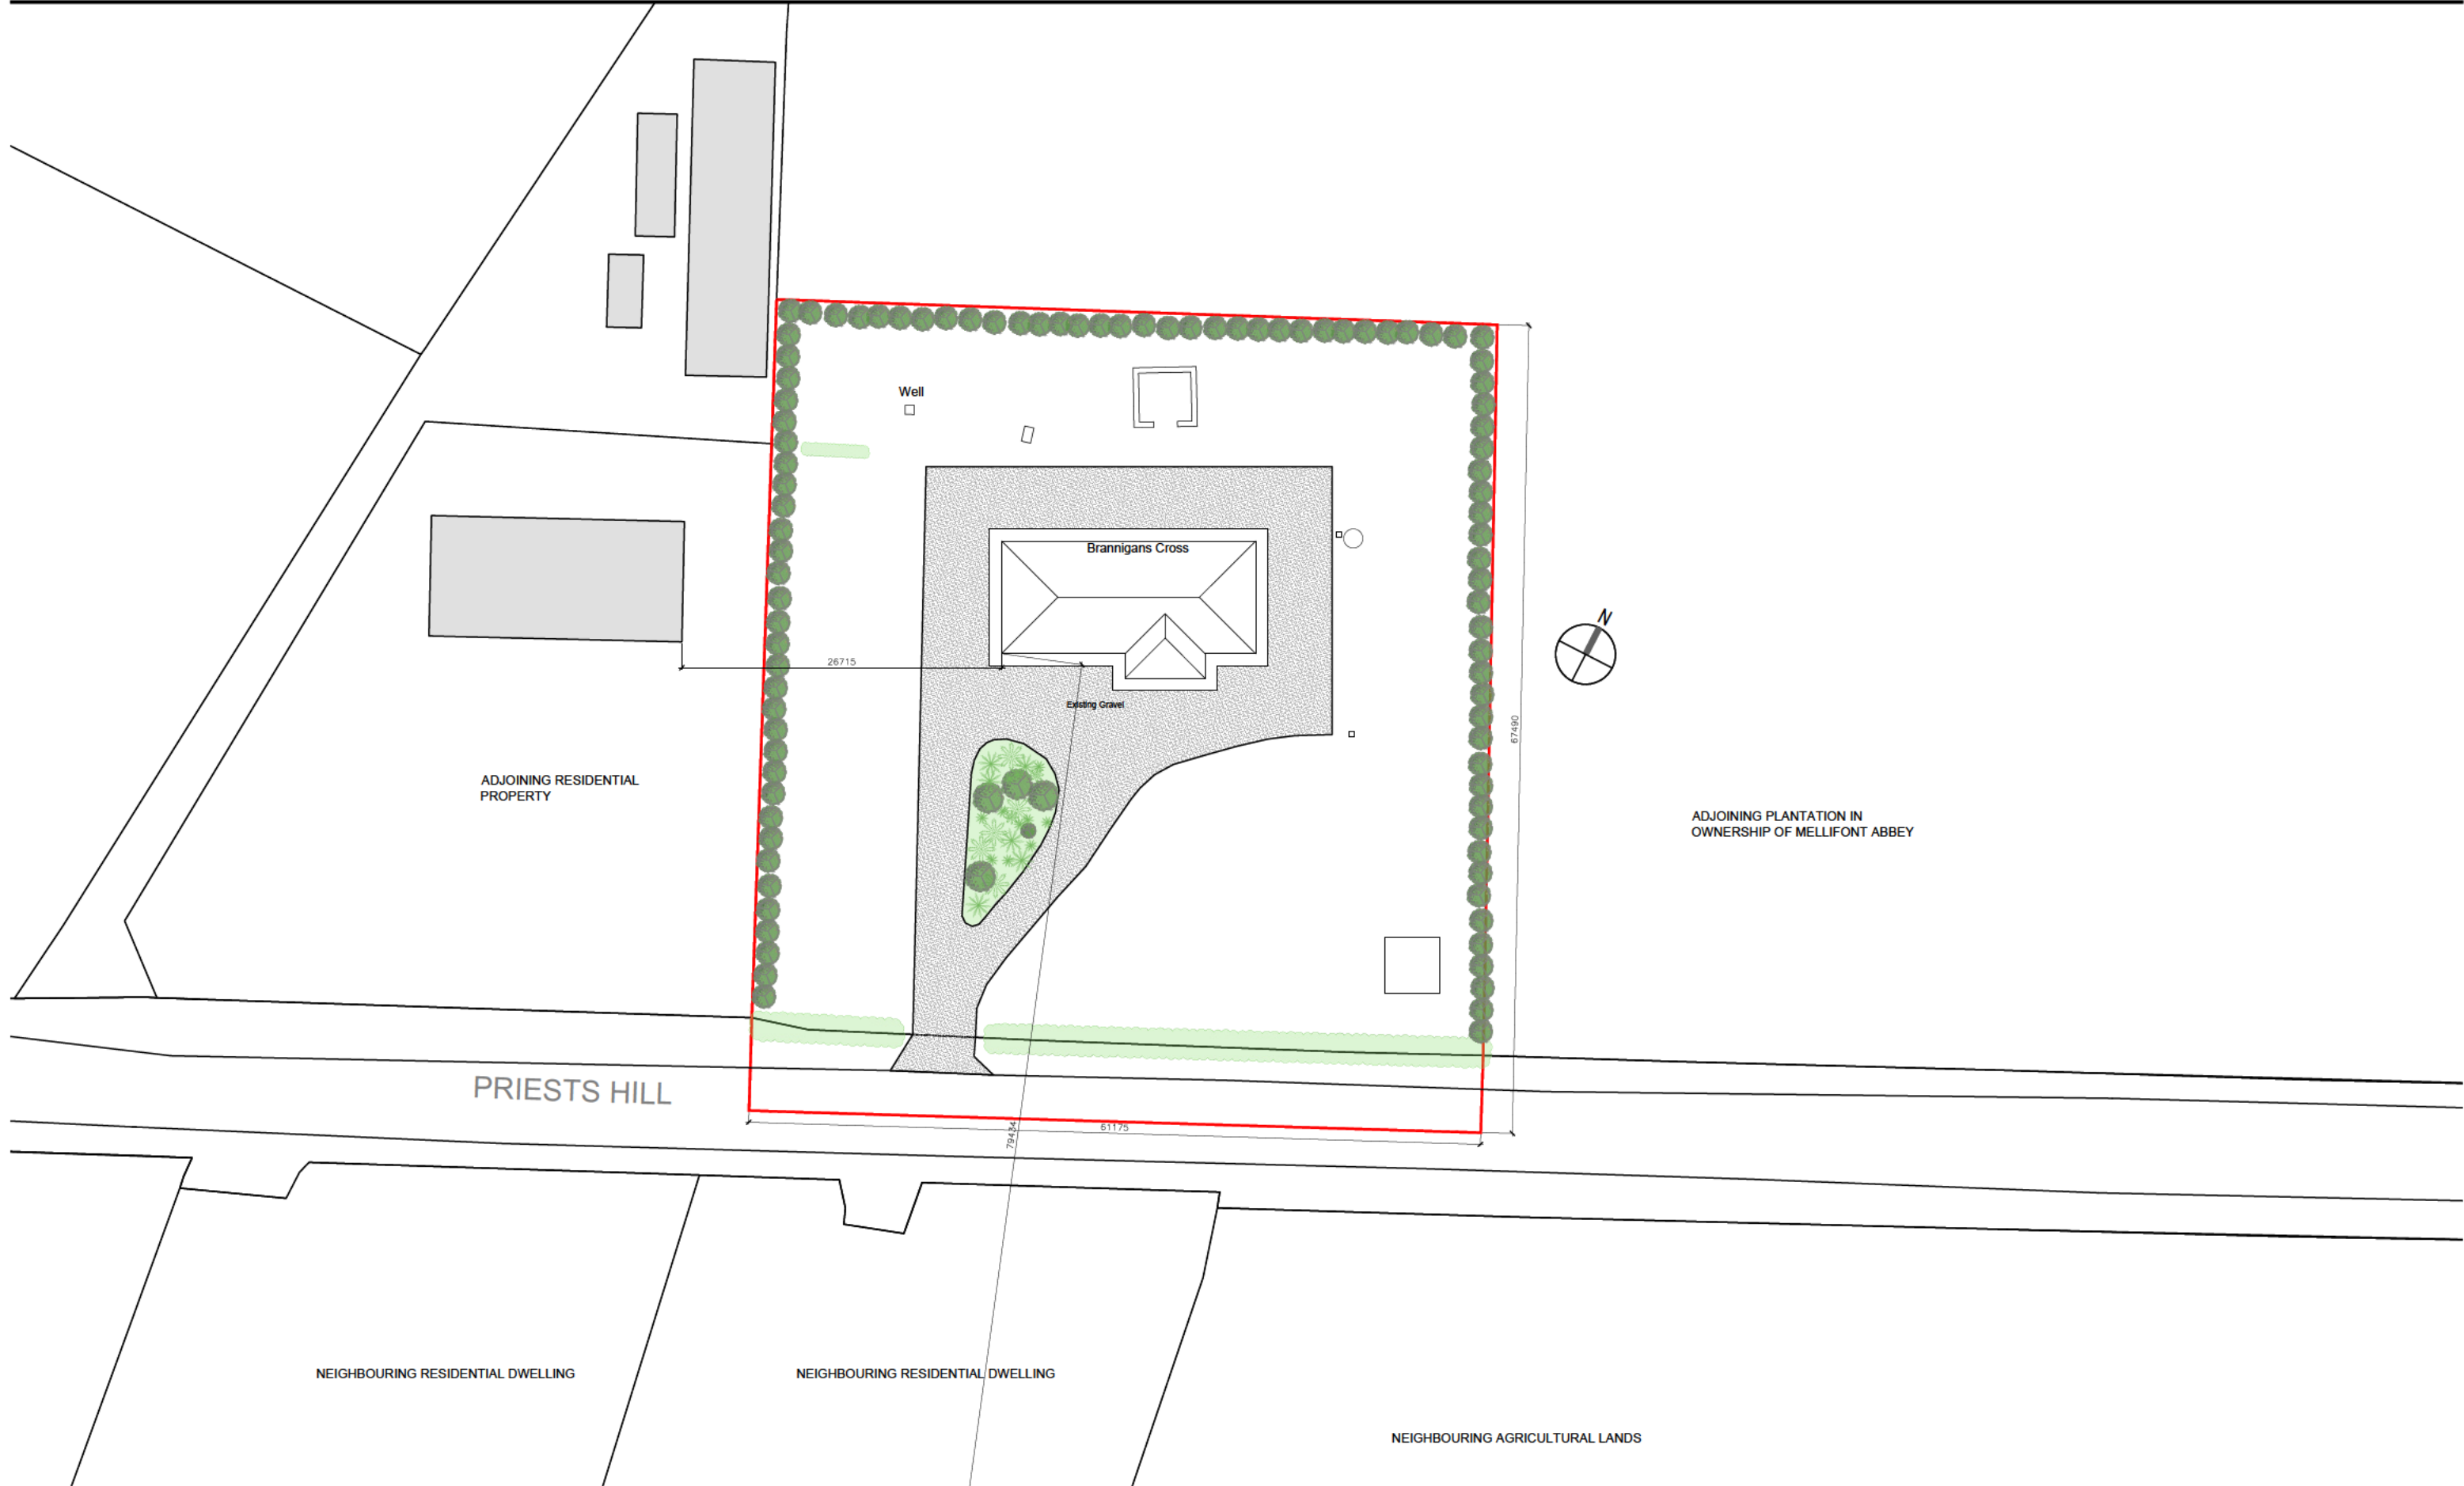 Well
Brannigans Cross
N
26715
Existing Gravel
67490
ADJOINING RESIDENTIAL
PROPERTY
ADJOINING PLANTATION IN
OWNERSHIP OF MELLIFONT ABBEY
PRIESTS HILL
79434
61175
NEIGHBOURING RESIDENTIAL DWELLING
NEIGHBOURING RESIDENTIAL DWELLING
NEIGHBOURING AGRICULTURAL LANDS